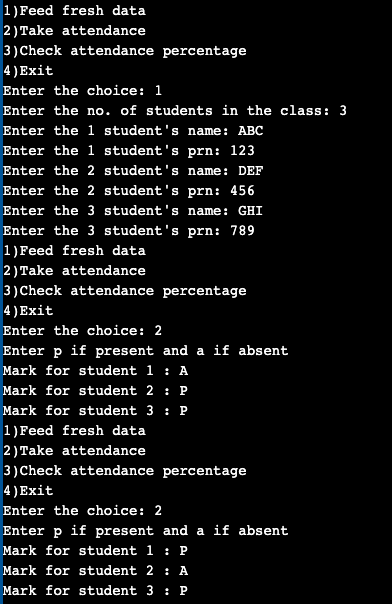 1)Feed fresh data
2)Take attendance
3)Check attendance percentage
4)Exit
Enter the choice: 1
Enter the no. of students in the class: 3
Enter the 1 student's name: ABC
Enter the 1 student's prn: 123
Enter the 2 student's name: DEF
Enter the 2 student's prn: 456
Enter the 3 student's name: GHI
Enter the 3 student's prn: 789
1)Feed fresh data
2)Take attendance
3)Check attendance percentage
4)Exit
Enter the choice: 2
Enter p if present and a if absent
Mark for student 1 : A
Mark for student 2 : P
Mark for student 3 : P
1)Feed fresh data
2)Take attendance
3)Check attendance percentage
4)Exit
Enter the choice: 2
Enter p if present and a if absent
Mark for student 1 : P
Mark for student 2 : A
Mark for student 3 : P